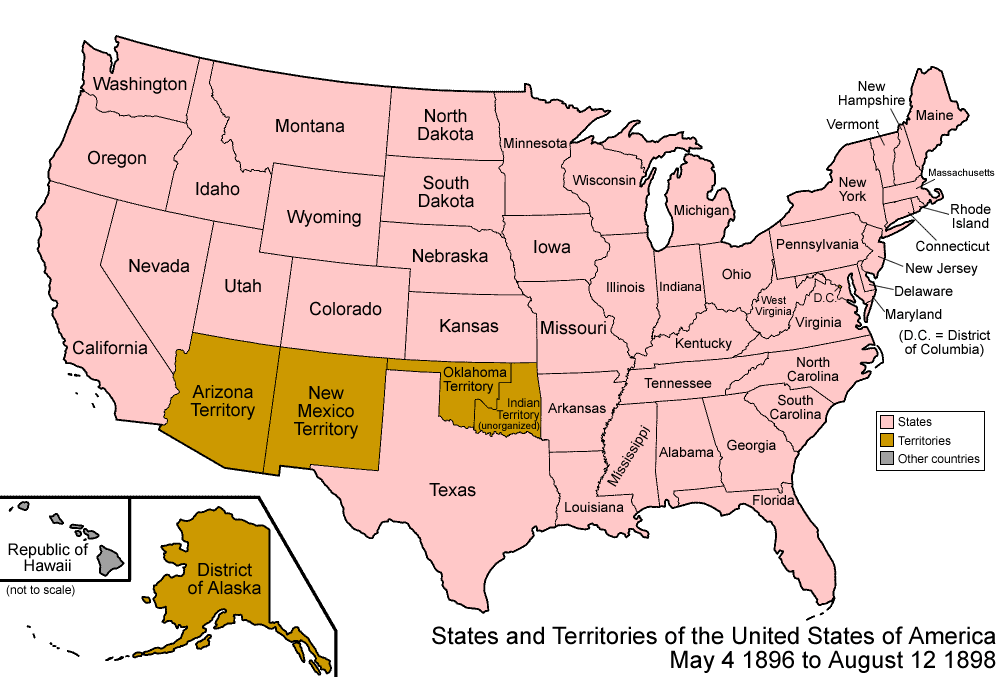 Washington
Oregon
California
Nevada
Idaho
Montana
Wyoming
Utah
Colorado
Arizona
Territory
New
Mexico
Territory
North
Dakota
South
Dakota
Nebraska
Kansas
Oklahoma
Territory
Indian
Territory
(unorganized)
Texas
Minnesota
Iowa
Missouri
Arkansas
Louisiana
Wisconsin
Illinois
Michigan
Indiana
Ohio
Kentucky
Tennessee
Mississippi
Alabama
Georgia
Florida
South
Carolina
North
Carolina
Virginia
West
Virginia
D.C.
Pennsylvania
New
York
Vermont
New
Hampshire
Maine
Massachusetts
Rhode
Island
Connecticut
New Jersey
Delaware
Maryland
(D.C. = District
of Columbia)
States
Territories
Other countries
Republic of
Hawaii
(not to scale)
District
of Alaska
States and Territories of the United States of America
May 4 1896 to August 12 1898